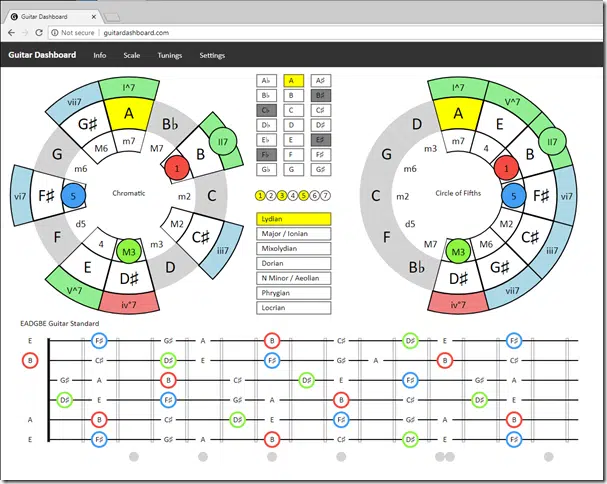 Guitar Dashboard
Not secure | guitardashboard.com
Guitar Dashboard Info Scale Tunings Settings
I^7
vii7
A
G♯
B♭
II7
M6
m7
M7
B
G
m6
1
vi7
F♯
5
Chromatic
m2
C
d5
M2
F
4
M3
m3
C♯
iii7
E
D♯
D
V^7
iv°7
A♭ A A♯
B♭ B B♯
C♭ C C♯
D♭ D D♯
E♭ E E♯
F♭ F F♯
G♭ G G♯
1 2 3 4 5 6 7
Lydian
Major / Ionian
Mixolydian
Dorian
N Minor / Aeolian
Phrygian
Locrian
I^7
V^7
A
D
E
II7
m3
m7
4
B
G
m6
1
C
m2
Circle of Fifths
5
F♯
vi7
F
d5
M2
M7
M3
M6
C♯
iii7
B♭
D♯
G♯
vii7
iv°7
EADGBE Guitar Standard
E F♯ G♯ A B C♯ D♯ E F♯
B C♯ D♯ E F♯ G♯ A B C♯
G♯ A B C♯ D♯ E F♯ G♯ A
D♯ E F♯ G♯ A B C♯ D♯ E
A B C♯ D♯ E F♯ G♯ A B
E F♯ G♯ A B C♯ D♯ E F♯